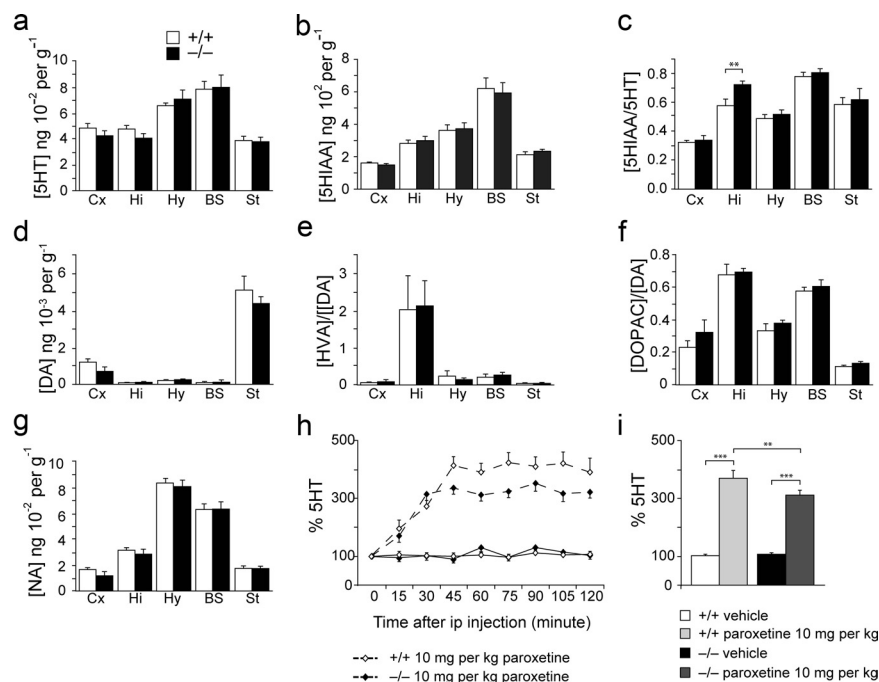 a
+/+
–/–
[5HT] ng 10⁻² per g⁻¹
10
8
6
4
2
0
Cx Hi Hy BS St
b
[5HIAA] ng 10² per g⁻¹
8
6
4
2
0
Cx Hi Hy BS St
c
[5HIAA/5HT]
0.8
0.6
0.4
0.2
0.0
**
Cx Hi Hy BS St
d
[DA] ng 10⁻³ per g⁻¹
6
4
2
0
Cx Hi Hy BS St
e
[HVA]/[[DA]
3
2
1
0
Cx Hi Hy BS St
f
[DOPAC]/[DA]
0.8
0.6
0.4
0.2
0
Cx Hi Hy BS St
g
[NA] ng 10⁻² per g⁻¹
10
8
6
4
2
0
Cx Hi Hy BS St
h
% 5HT
500
300
100
0
0 15 30 45 60 75 90 105 120
Time after ip injection (minute)
+/+ 10 mg per kg paroxetine
–/– 10 mg per kg paroxetine
i
% 5HT
500
300
100
0
***
**
***
+/+ vehicle
+/+ paroxetine 10 mg per kg
–/– vehicle
–/– paroxetine 10 mg per kg